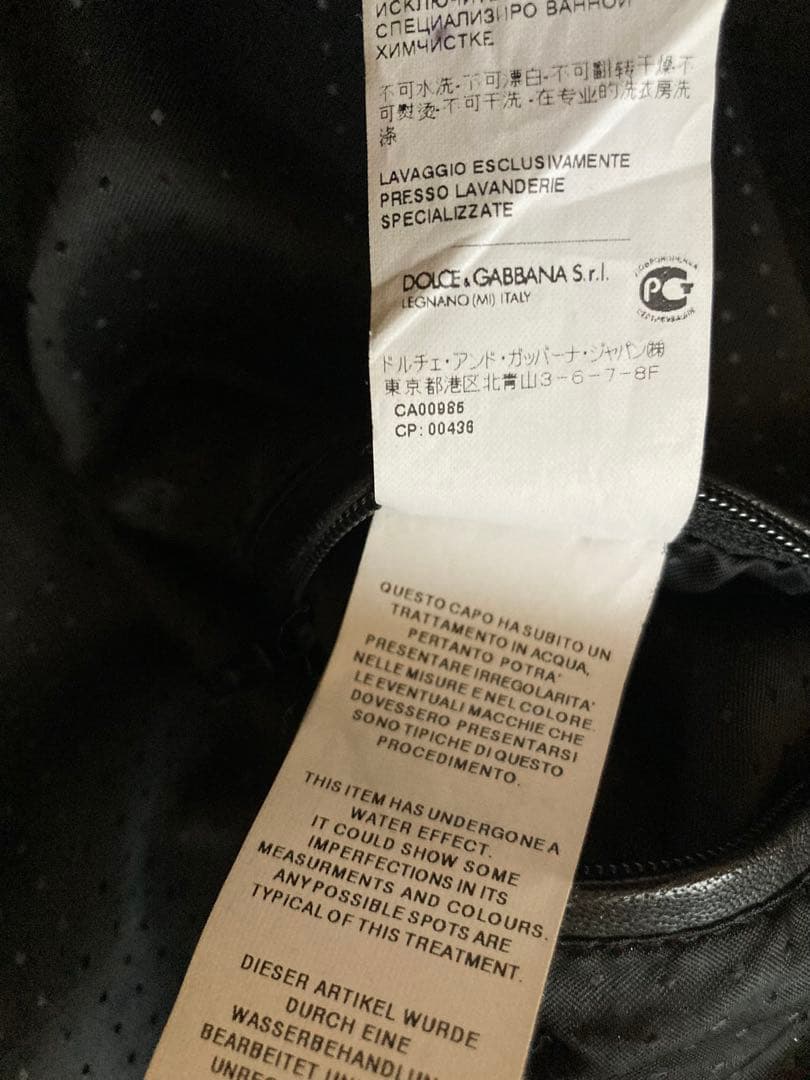 СПЕЦИАЛИЗИРО ВАННОЙ
ХИМЧИСТКЕ
不可水洗·不可漂白·不可翻转干燥不
可熨烫·不可干洗·在专业的洗衣房洗
涤
LAVAGGIO ESCLUSIVAMENTE
PRESSO LAVANDERIE
SPECIALIZZATE
DOLCE & GABBANA S.r.l.
LEGNANO (MI) ITALY
РСТ
ドルチェ・アンド・ガッバーナ・ジャパン㈱
東京都港区北青山3-6-7-8F
CA00986
CP: 00436
QUESTO CAPO HA SUBITO UN
TRATTAMENTO IN ACQUA,
PERTANTO POTRA'
PRESENTARE IRREGOLARITA'
NELLE MISURE E NEL COLORE.
LE EVENTUALI MACCHIE CHE
DOVESSERO PRESENTARSI
SONO TIPICHE DI QUESTO
PROCEDIMENTO.
THIS ITEM HAS UNDERGONE A
WATER EFFECT.
IT COULD SHOW SOME
IMPERFECTIONS IN ITS
MEASURMENTS AND COLOURS.
ANY POSSIBLE SPOTS ARE
TYPICAL OF THIS TREATMENT.
DIESER ARTIKEL WURDE
DURCH EINE
WASSERBEHANDLUN
BEARBEITET UN